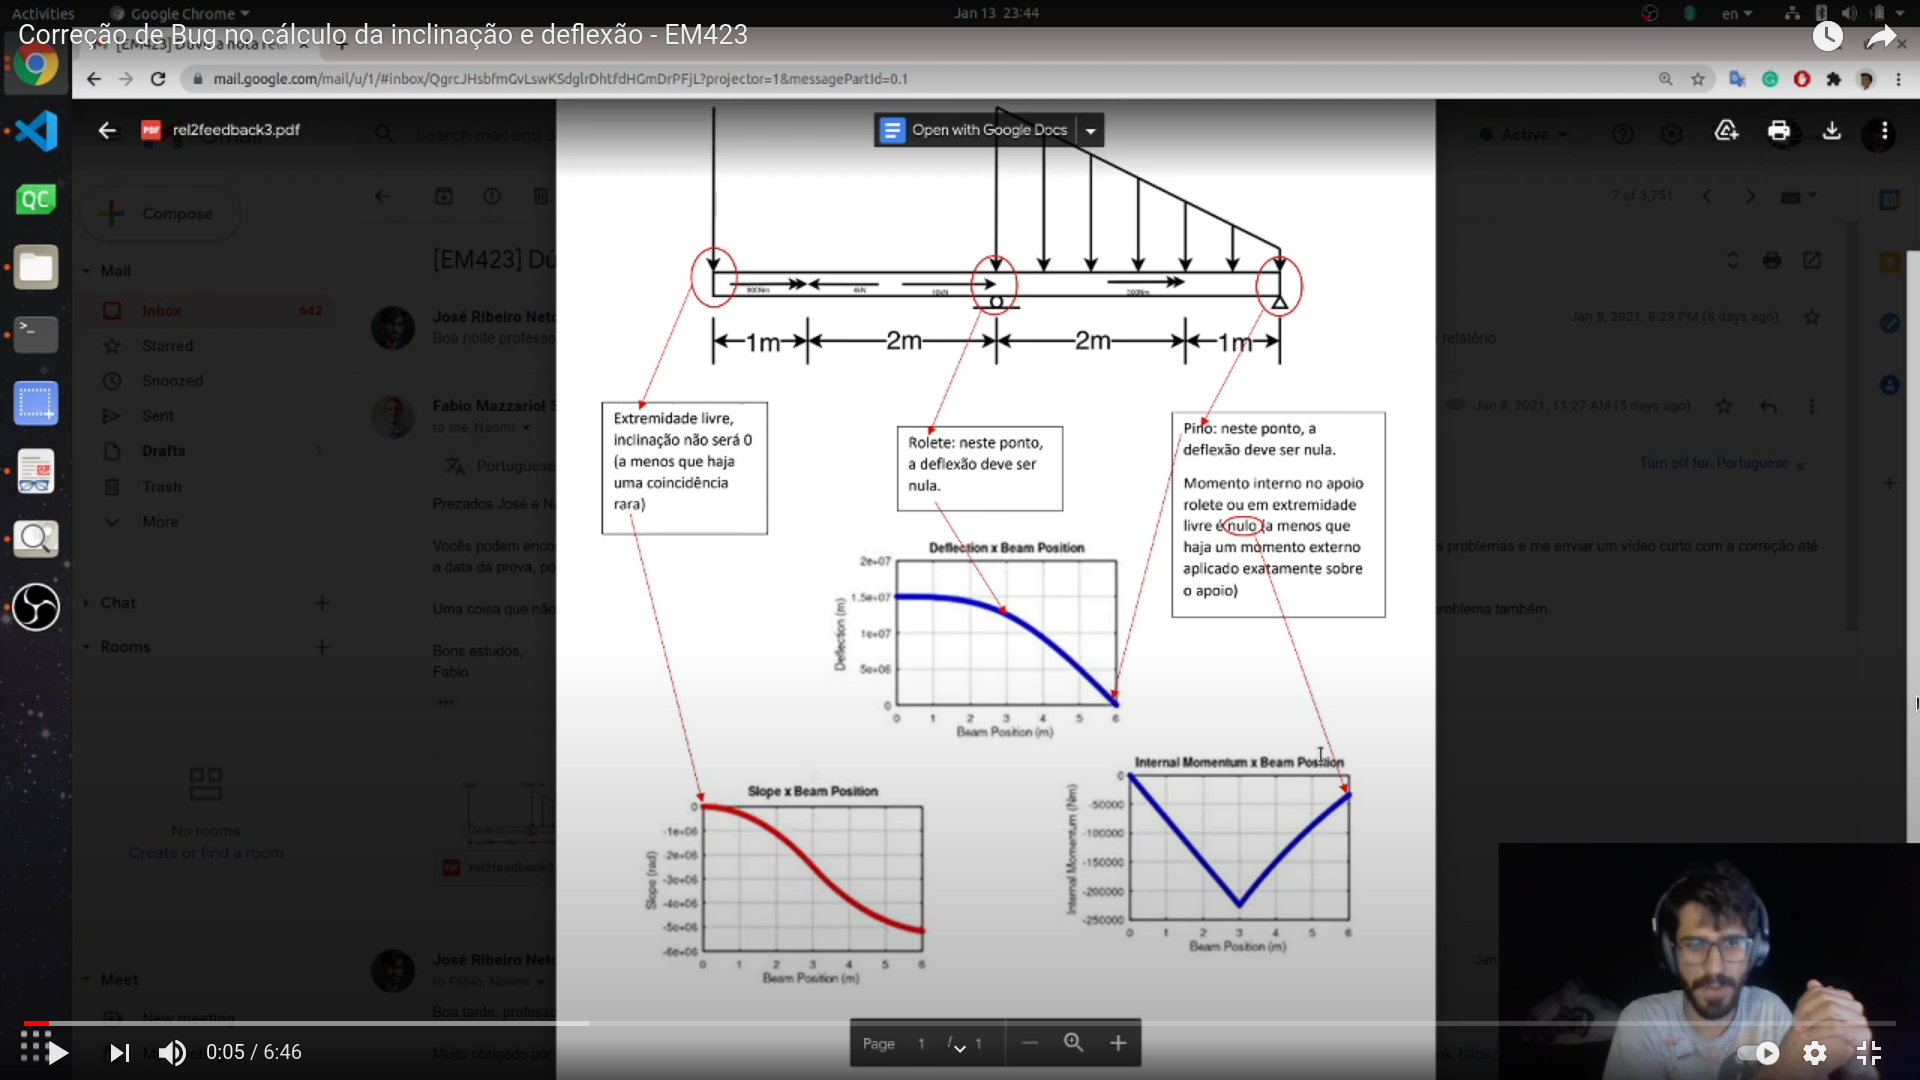 Activities
Google Chrome
Jan 13 23:44
en
Correção de Bug no cálculo da inclinação e deflexão - EM423
mail.google.com/mail/u/1/#inbox/QgrcJHsbfmGvLswKSdglrDhtfdHGmDrPFjL?projector=1&messagePartId=0.1
rel2feedback3.pdf
Open with Google Docs
Search mail and c
Active
Compose
7 of 3,751
[EM423] Dú
Mail
Inbox
642
Starred
Snoozed
Sent
Drafts
1
Trash
More
Chat
Rooms
No rooms
Create or find a room
Meet
New meeting
José Ribeiro Neto
Boa noite professo
Jan 5, 2021, 8:29 PM (8 days ago)
relatório
Fabio Mazzariol S
to me, Naomi
Jan 8, 2021, 11:27 AM (5 days ago)
Portuguese
Turn off for: Portuguese
Prezados José e N
Vocês podem enco
s problemas e me enviar um vídeo curto com a correção até
a data da prova, po
Uma coisa que não
roblema também.
Bons estudos,
Fabio
rel2feedback3
José Ribeiro Neto
to Fabio, Naomi
Jan
Boa tarde, profess
Muito obrigado por
1m
2m
2m
1m
Extremidade livre,
inclinação não será 0
(a menos que haja
uma coincidência
rara)
Rolete: neste ponto,
a deflexão deve ser
nula.
Pino: neste ponto, a
deflexão deve ser nula.
Momento interno no apoio
rolete ou em extremidade
livre é nulo (a menos que
haja um momento externo
aplicado exatamente sobre
o apoio)
Deflection x Beam Position
Deflection (m)
2e+07
1.5e+07
1e+07
5e+06
0
0 1 2 3 4 5 6
Beam Position (m)
Slope x Beam Position
Slope (rad)
0
-1e+06
-2e+06
-3e+06
-4e+06
-5e+06
-6e+06
0 1 2 3 4 5 6
Beam Position (m)
Internal Momentum x Beam Position
Internal Momentum (Nm)
0
-50000
-100000
-150000
-200000
-250000
0 1 2 3 4 5 6
Beam Position (m)
Page 1 / 1
0:05 / 6:46